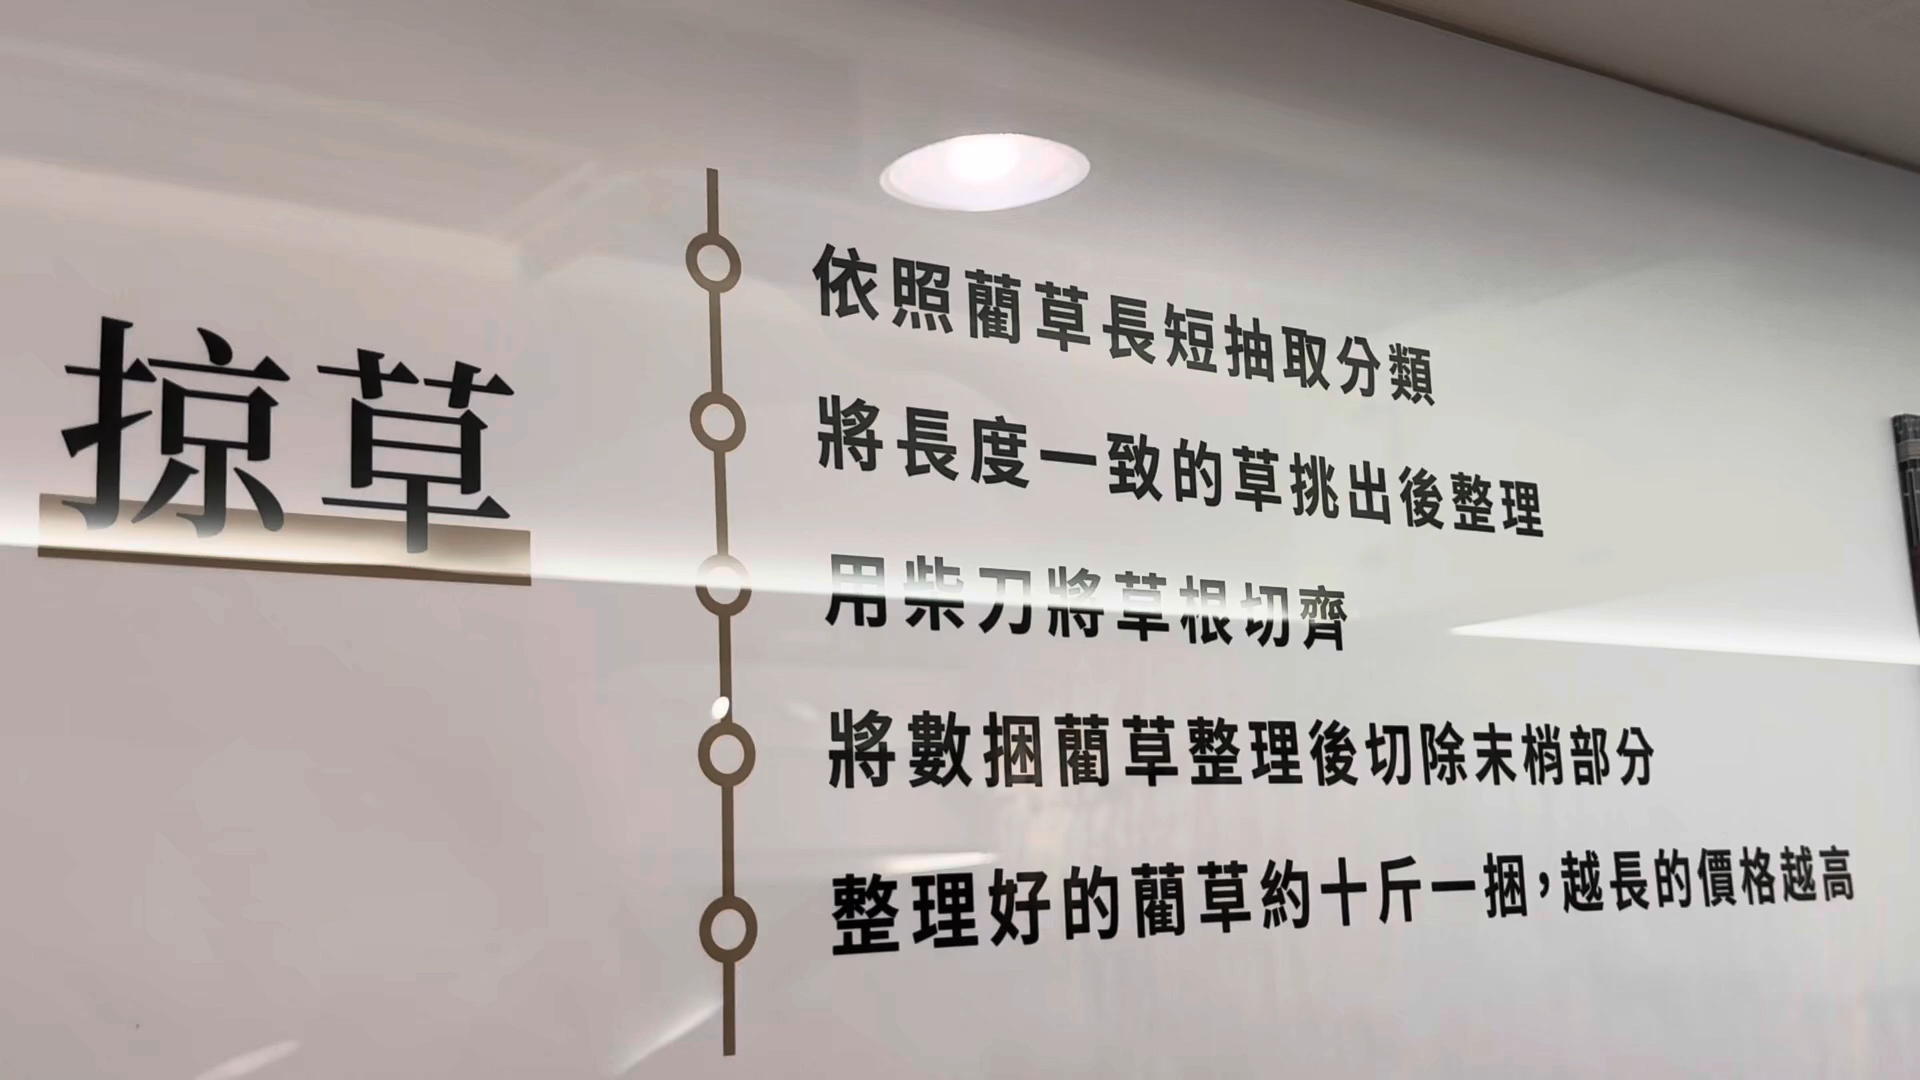 掠草
依照藺草長短抽取分類
將長度一致的草挑出後整理
用柴刀將草根切齊
將數捆藺草整理後切除末梢部分
整理好的藺草約十斤一捆，越長的價格越高